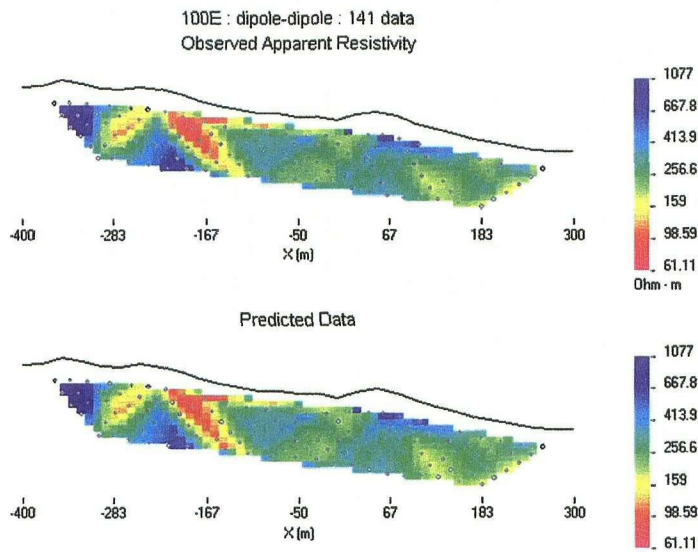 100E : dipole-dipole : 141 data
Observed Apparent Resistivity
1077
667.8
413.9
256.6
159
98.59
61.11
Ohm - m
-400 -283 -167 -50 67 183 300
X (m)
Predicted Data
1077
667.8
413.9
256.6
159
98.59
61.11
-400 -283 -167 -50 67 183 300
X (m)